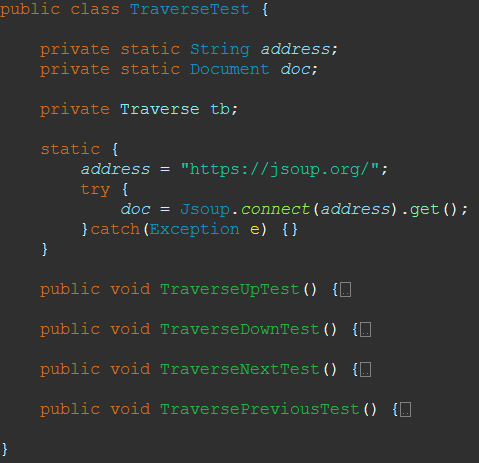 public class TraverseTest {
private static String address;
private static Document doc;
private Traverse tb;
static {
address = "https://jsoup.org/";
try {
doc = Jsoup.connect(address).get();
}catch(Exception e) {}
}
public void TraverseUpTest() {..
public void TraverseDownTest() {..
public void TraverseNextTest() {..
public void TraversePreviousTest() {..
}